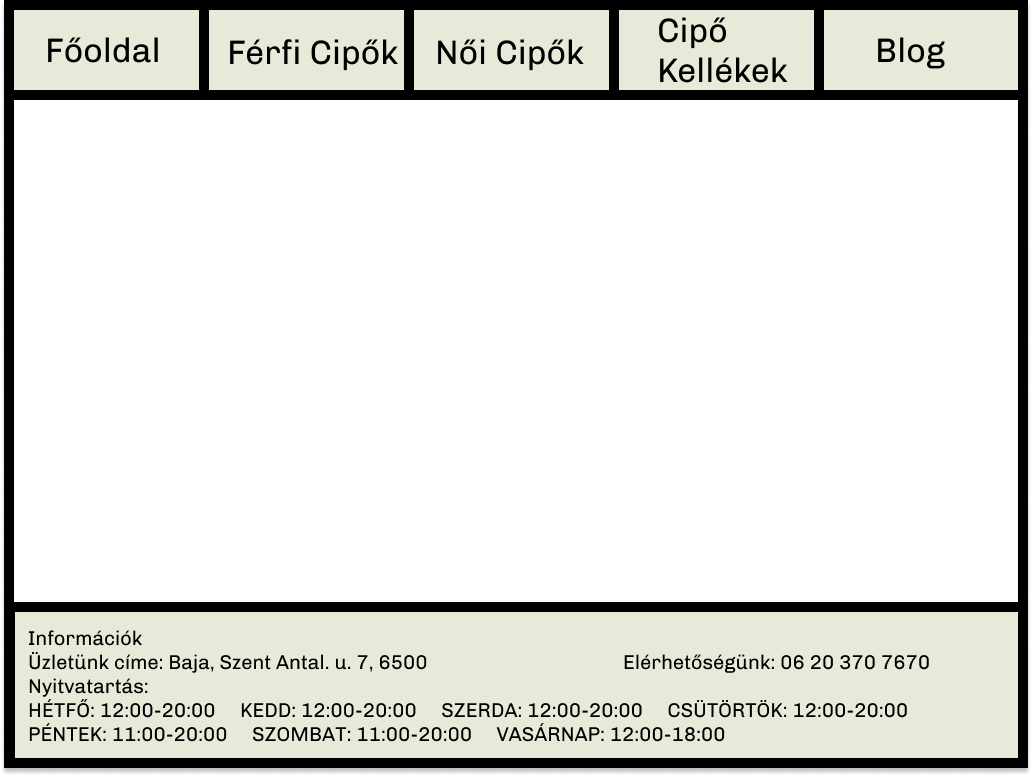 Főoldal
Férfi Cipők
Női Cipők
Cipő
Kellékek
Blog
Információk
Üzletünk címe: Baja, Szent Antal. u. 7, 6500 Elérhetőségünk: 06 20 370 7670
Nyitvatartás:
HÉTFŐ: 12:00-20:00 KEDD: 12:00-20:00 SZERDA: 12:00-20:00 CSÜTÖRTÖK: 12:00-20:00
PÉNTEK: 11:00-20:00 SZOMBAT: 11:00-20:00 VASÁRNAP: 12:00-18:00